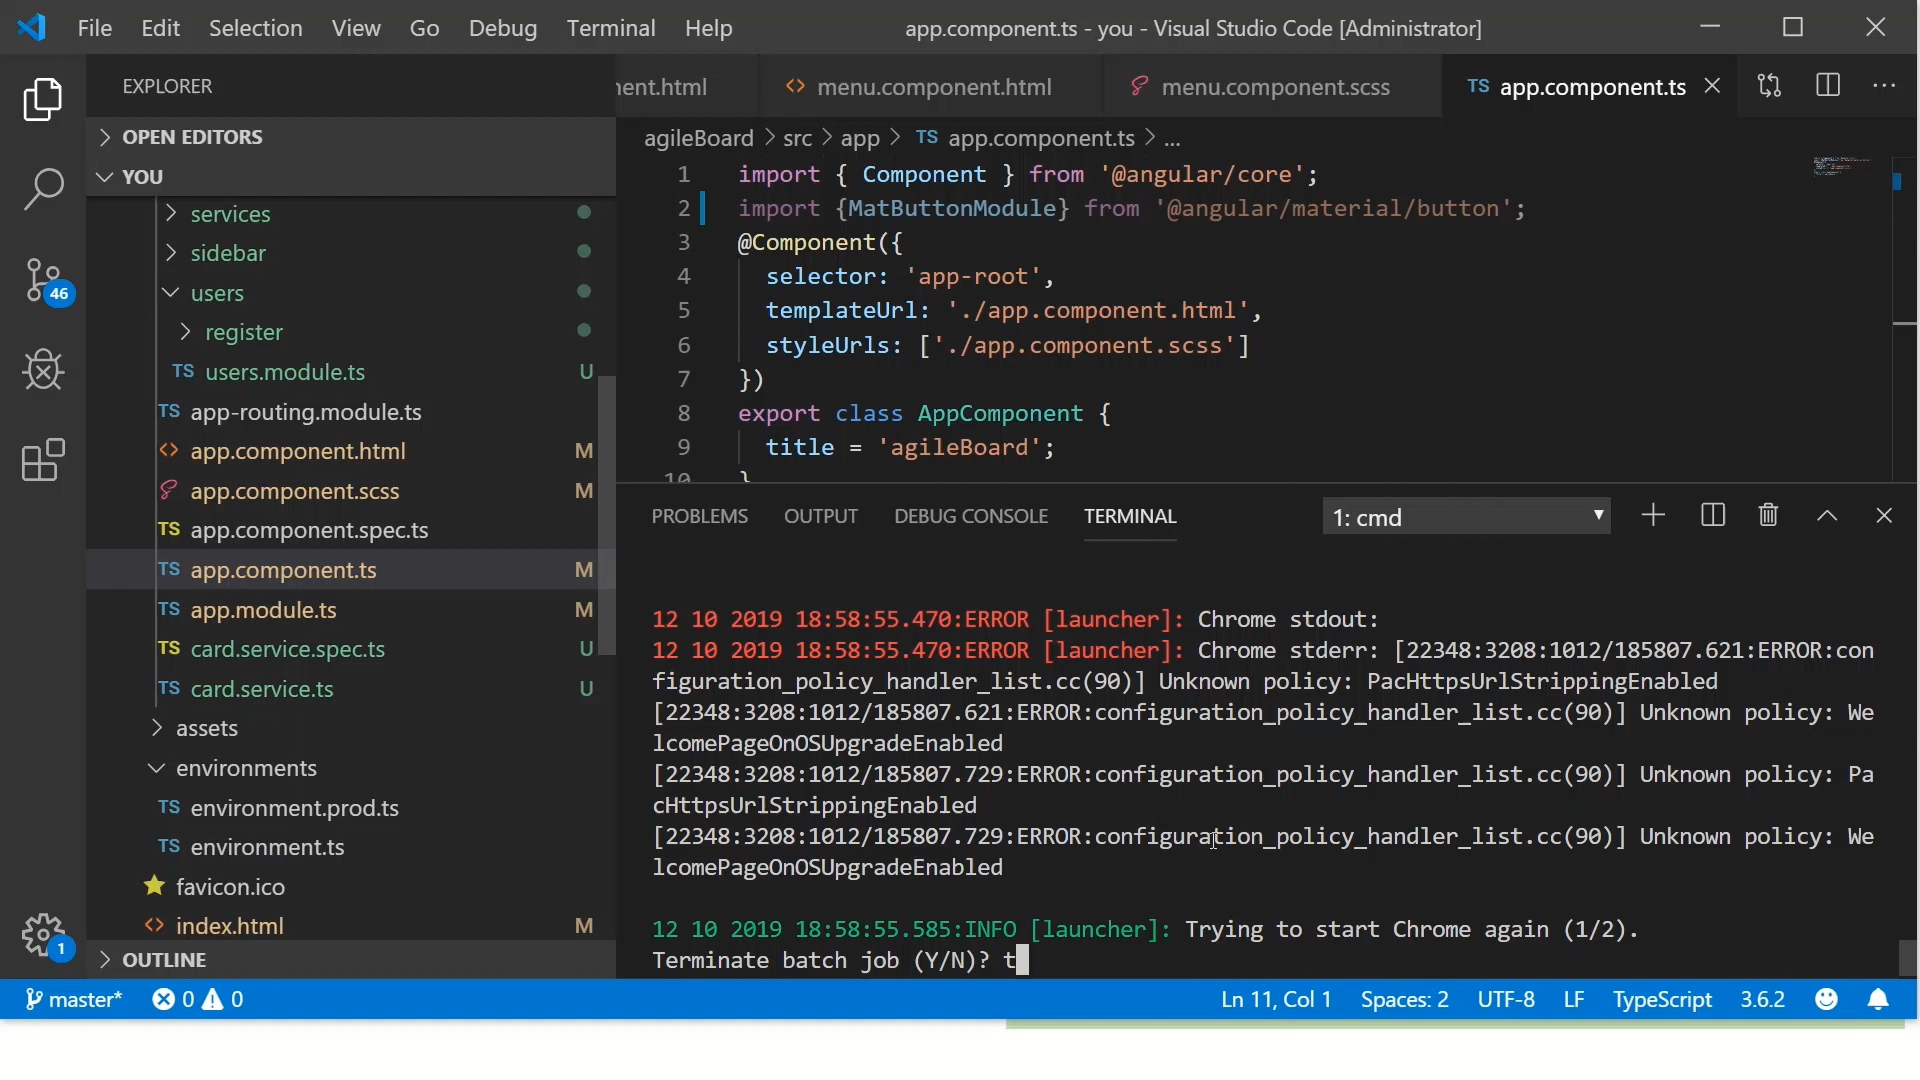 File Edit Selection View Go Debug Terminal Help app.component.ts - you - Visual Studio Code [Administrator]
EXPLORER
nent.html menu.component.html menu.component.scss TS app.component.ts
OPEN EDITORS
YOU
services
sidebar
users
register
TS users.module.ts U
TS app-routing.module.ts
app.component.html M
app.component.scss M
TS app.component.spec.ts
TS app.component.ts M
TS app.module.ts M
TS card.service.spec.ts U
TS card.service.ts U
assets
environments
TS environment.prod.ts
TS environment.ts
favicon.ico
index.html M
OUTLINE
46
1
agileBoard > src > app > TS app.component.ts > ...
1 import { Component } from '@angular/core';
2 import {MatButtonModule} from '@angular/material/button';
3 @Component({
4 selector: 'app-root',
5 templateUrl: './app.component.html',
6 styleUrls: ['./app.component.scss']
7 })
8 export class AppComponent {
9 title = 'agileBoard';
10 }
PROBLEMS OUTPUT DEBUG CONSOLE TERMINAL 1: cmd
12 10 2019 18:58:55.470:ERROR [launcher]: Chrome stdout:
12 10 2019 18:58:55.470:ERROR [launcher]: Chrome stderr: [22348:3208:1012/185807.621:ERROR:con
figuration_policy_handler_list.cc(90)] Unknown policy: PacHttpsUrlStrippingEnabled
[22348:3208:1012/185807.621:ERROR:configuration_policy_handler_list.cc(90)] Unknown policy: We
lcomePageOnOSUpgradeEnabled
[22348:3208:1012/185807.729:ERROR:configuration_policy_handler_list.cc(90)] Unknown policy: Pa
cHttpsUrlStrippingEnabled
[22348:3208:1012/185807.729:ERROR:configuration_policy_handler_list.cc(90)] Unknown policy: We
lcomePageOnOSUpgradeEnabled
12 10 2019 18:58:55.585:INFO [launcher]: Trying to start Chrome again (1/2).
Terminate batch job (Y/N)? t
master* 0 0 Ln 11, Col 1 Spaces: 2 UTF-8 LF TypeScript 3.6.2